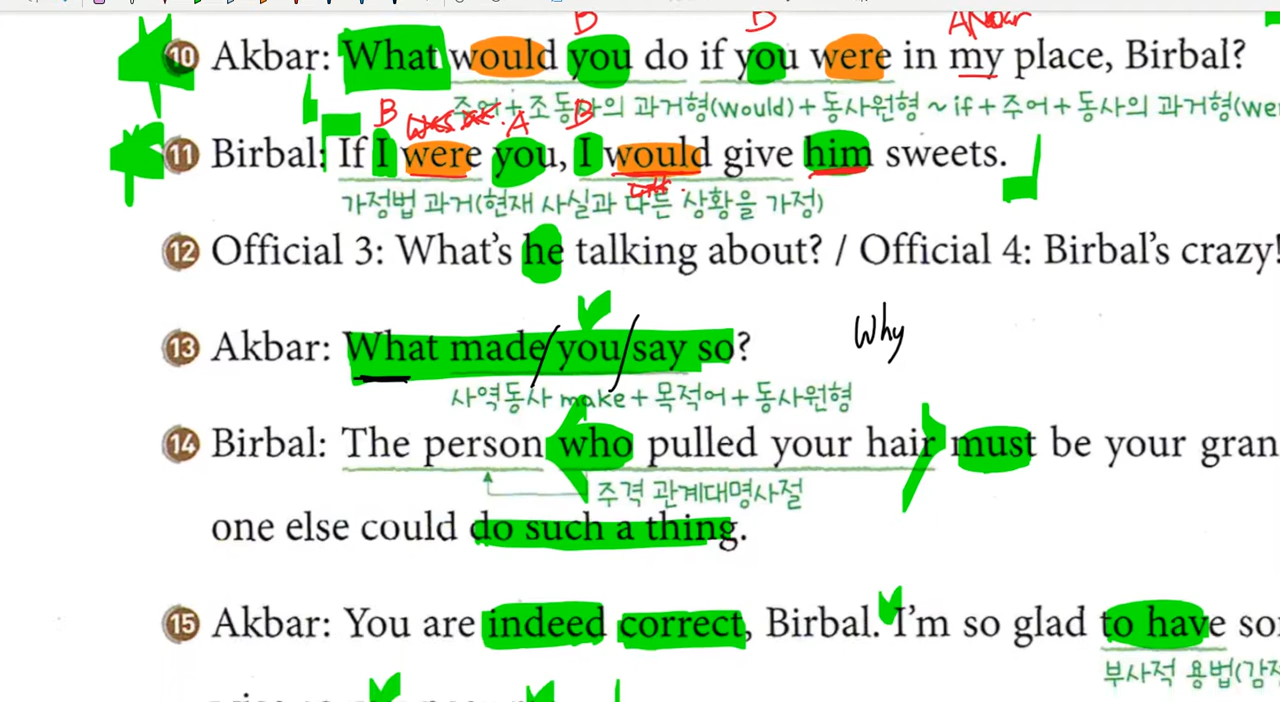 B B Akbar
10 Akbar: What would you do if you were in my place, Birbal?
주어+조동사의 과거형(would)+동사원형 ~ if+주어+동사의 과거형(we
B A B
11 Birbal: If I were you, I would give him sweets.
가정법 과거(현재 사실과 다른 상황을 가정)
12 Official 3: What's he talking about? / Official 4: Birbal's crazy!
13 Akbar: What made/you/say so? Why
사역동사 make+목적어+동사원형
14 Birbal: The person who pulled your hair must be your gran
주격 관계대명사절
one else could do such a thing.
15 Akbar: You are indeed correct, Birbal. I'm so glad to have so
부사적 용법(감정